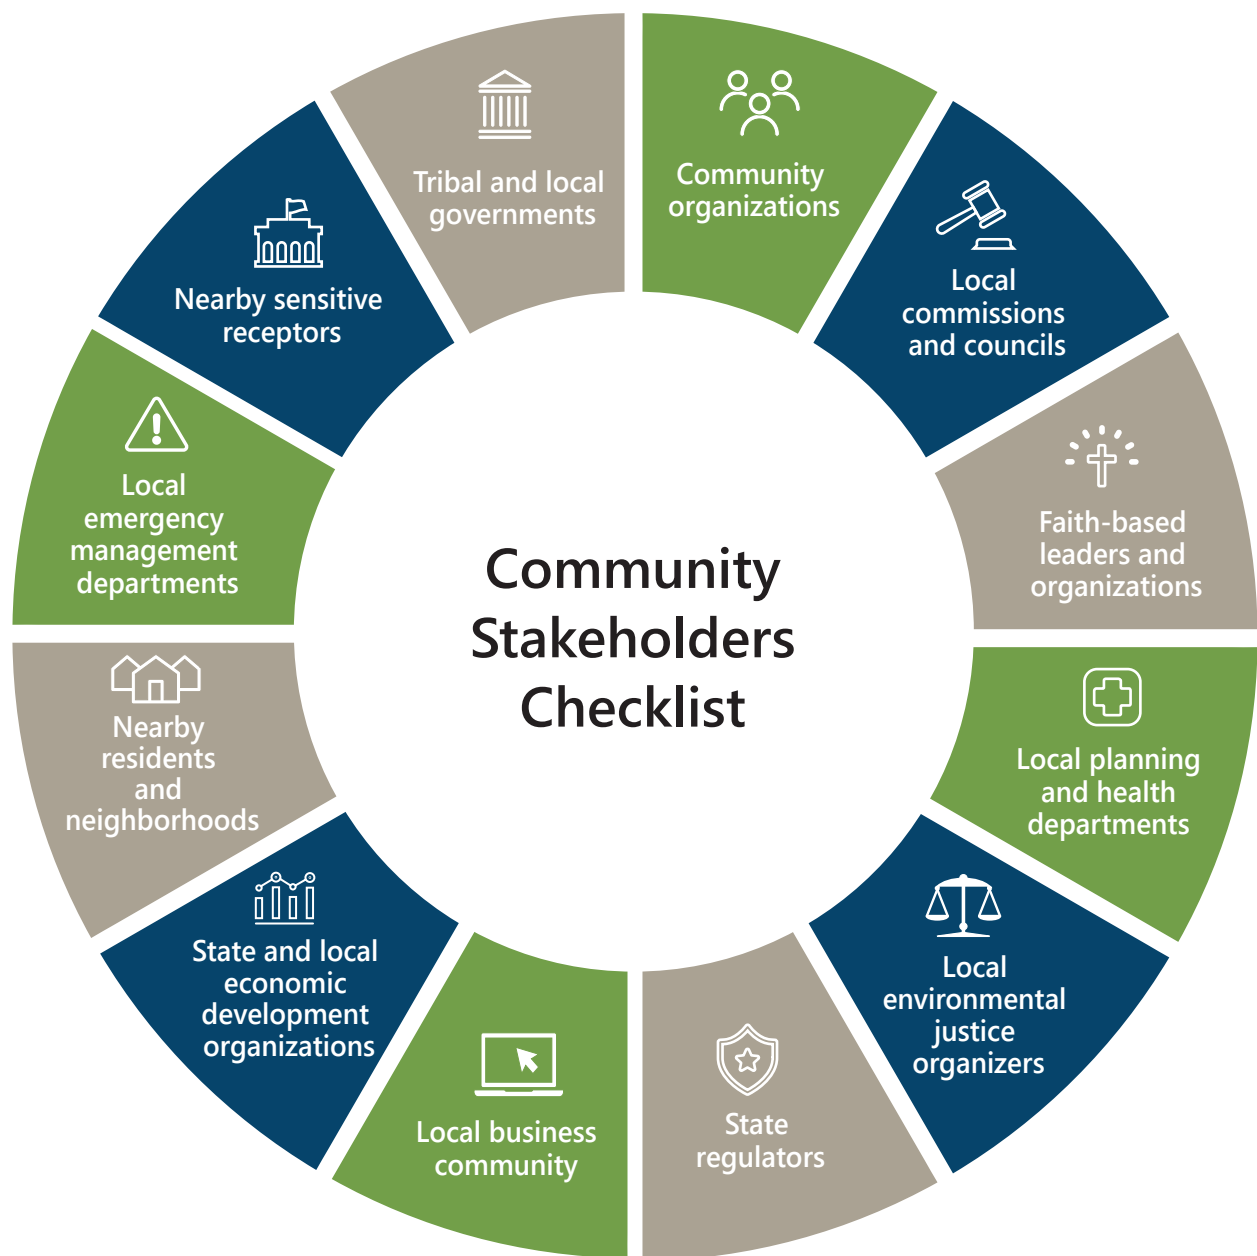 Community
Stakeholders
Checklist
Community
organizations
Local
commissions
and councils
Faith-based
leaders and
organizations
Local planning
and health
departments
Local
environmental
justice
organizers
State
regulators
Local business
community
State and local
economic
development
organizations
Nearby
residents
and
neighborhoods
Local
emergency
management
departments
Nearby sensitive
receptors
Tribal and local
governments